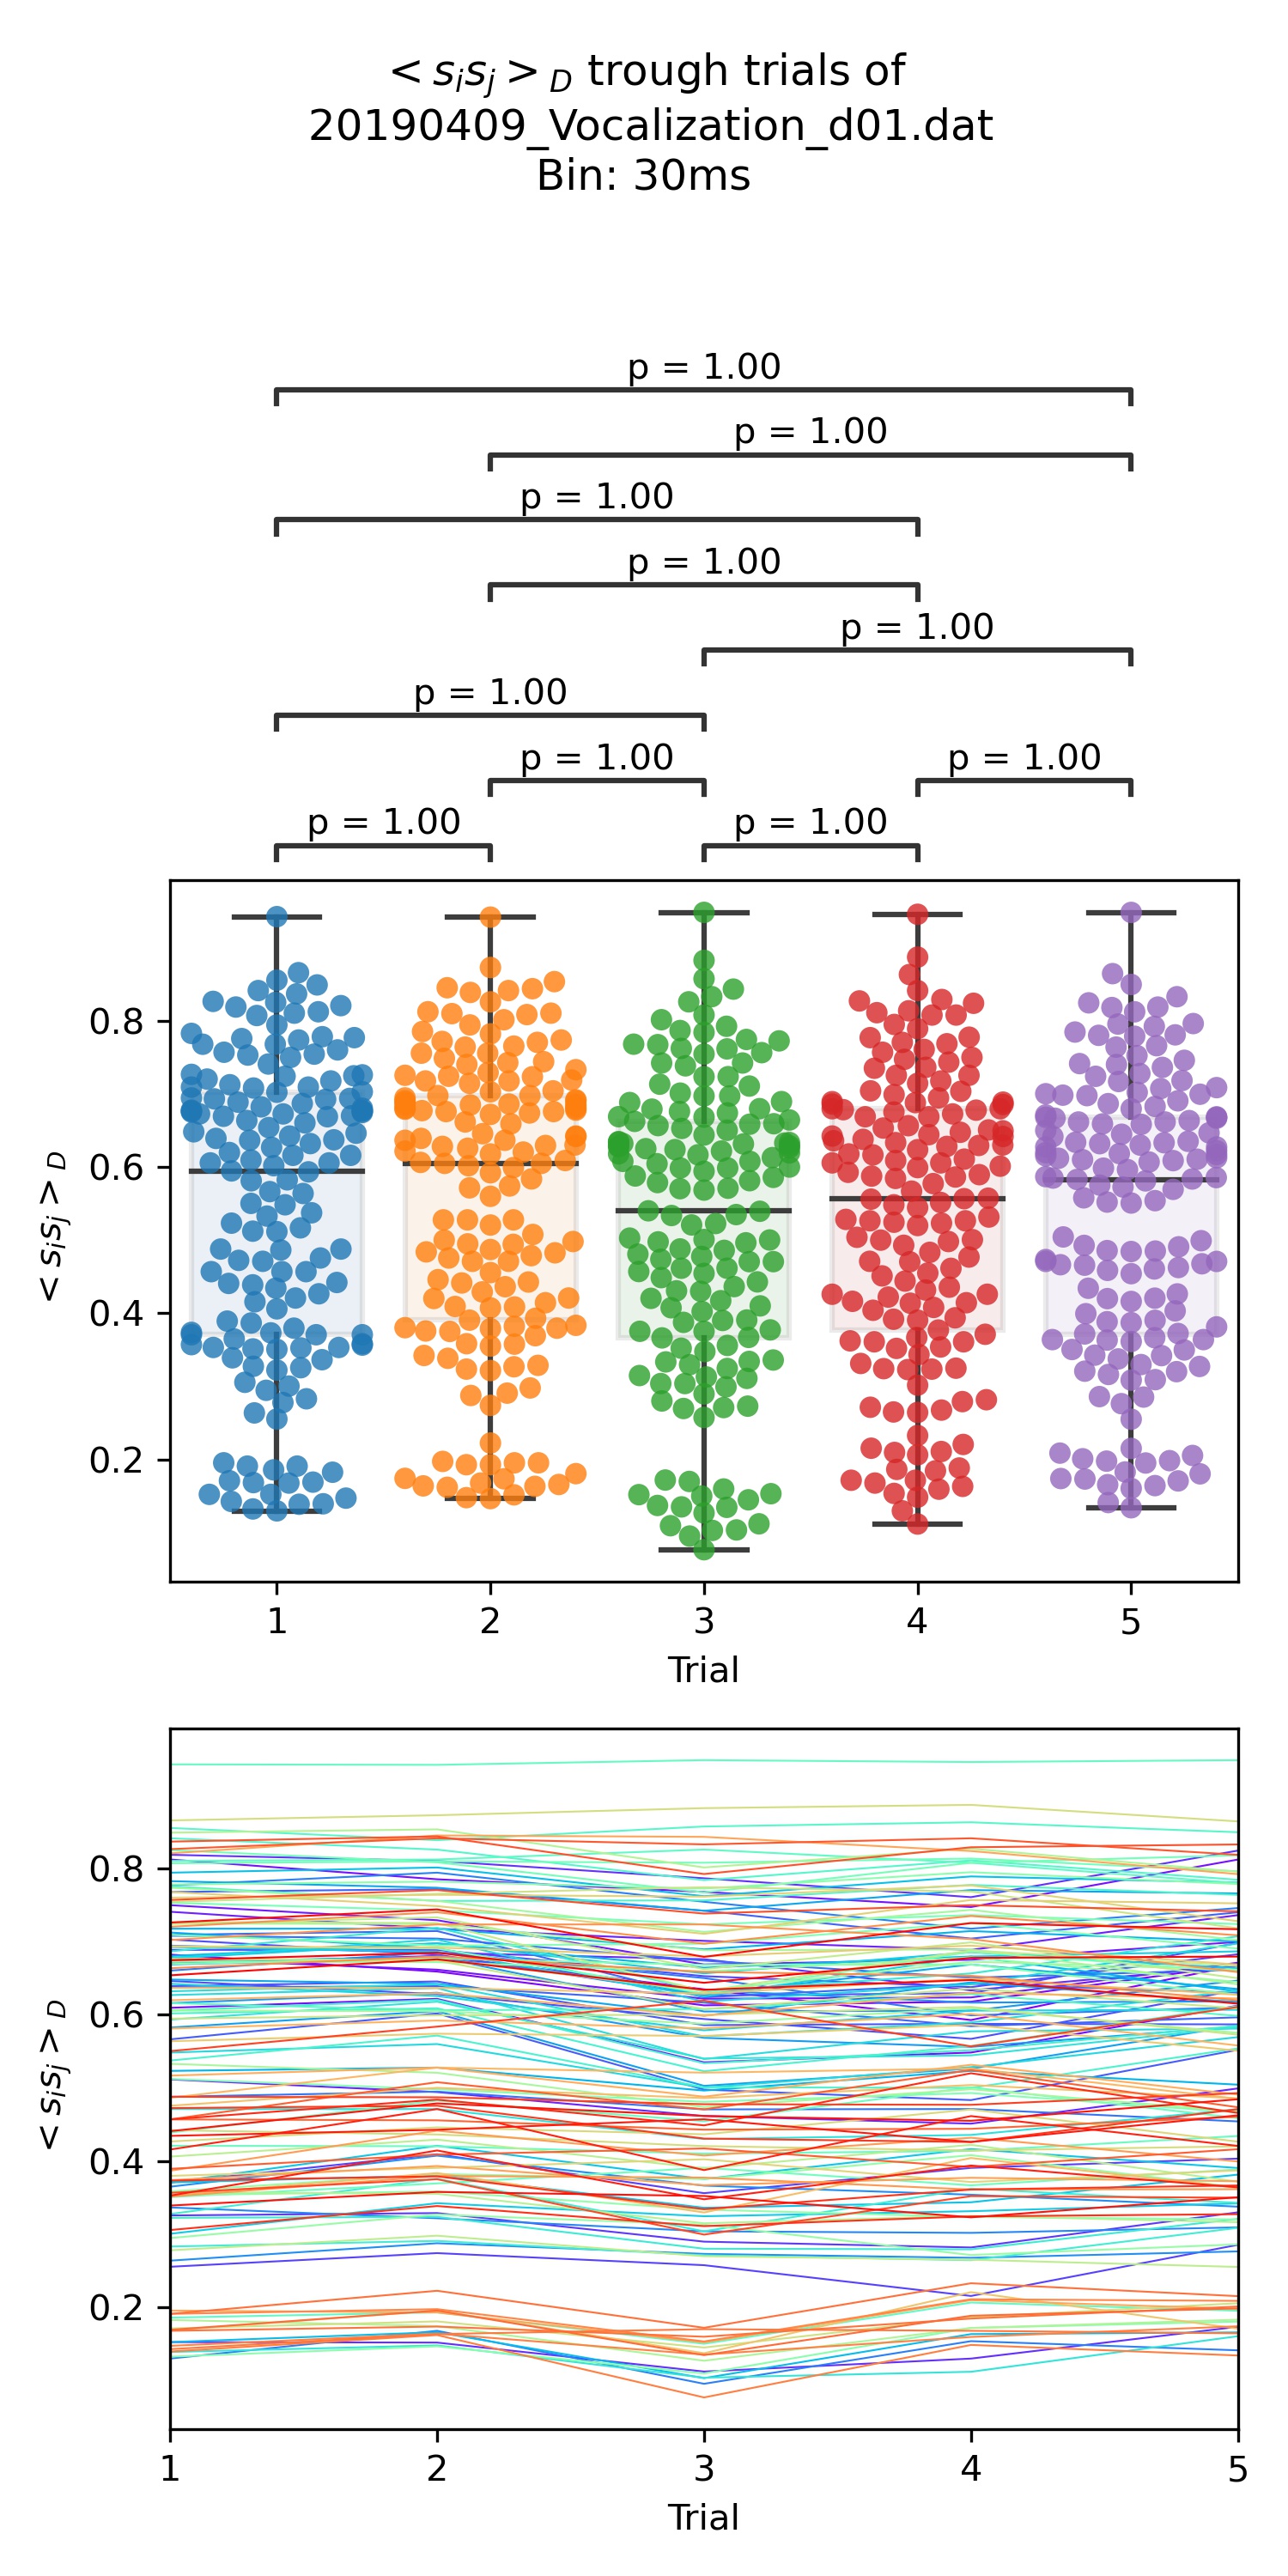 < s_i s_j >_D trough trials of
20190409_Vocalization_d01.dat
Bin: 30ms
p = 1.00
p = 1.00
p = 1.00
p = 1.00
p = 1.00
p = 1.00
p = 1.00 p = 1.00
p = 1.00 p = 1.00
0.8
0.6
0.4
0.2
< s_i s_j >_D
1 2 3 4 5
Trial
0.8
0.6
0.4
0.2
< s_i s_j >_D
1 2 3 4 5
Trial